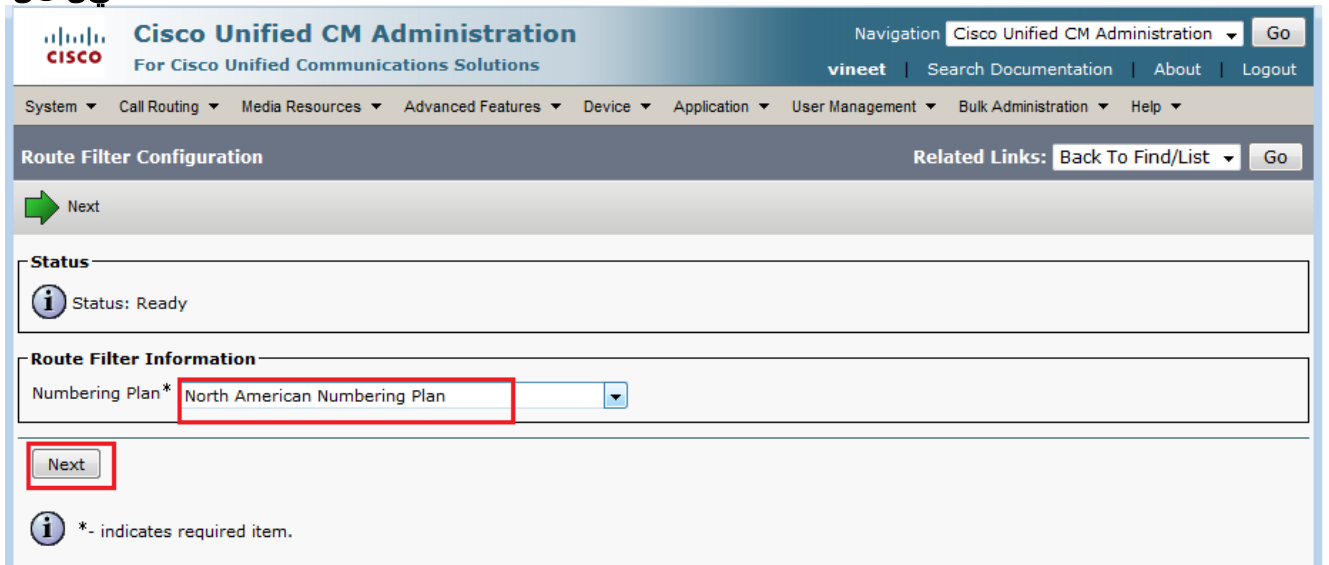 Cisco Unified CM Administration
For Cisco Unified Communications Solutions
CISCO
Navigation Cisco Unified CM Administration Go
vineet | Search Documentation | About | Logout
System Call Routing Media Resources Advanced Features Device Application User Management Bulk Administration Help
Route Filter Configuration
Related Links: Back To Find/List Go
Next
Status
Status: Ready
Route Filter Information
Numbering Plan* North American Numbering Plan
Next
*- indicates required item.